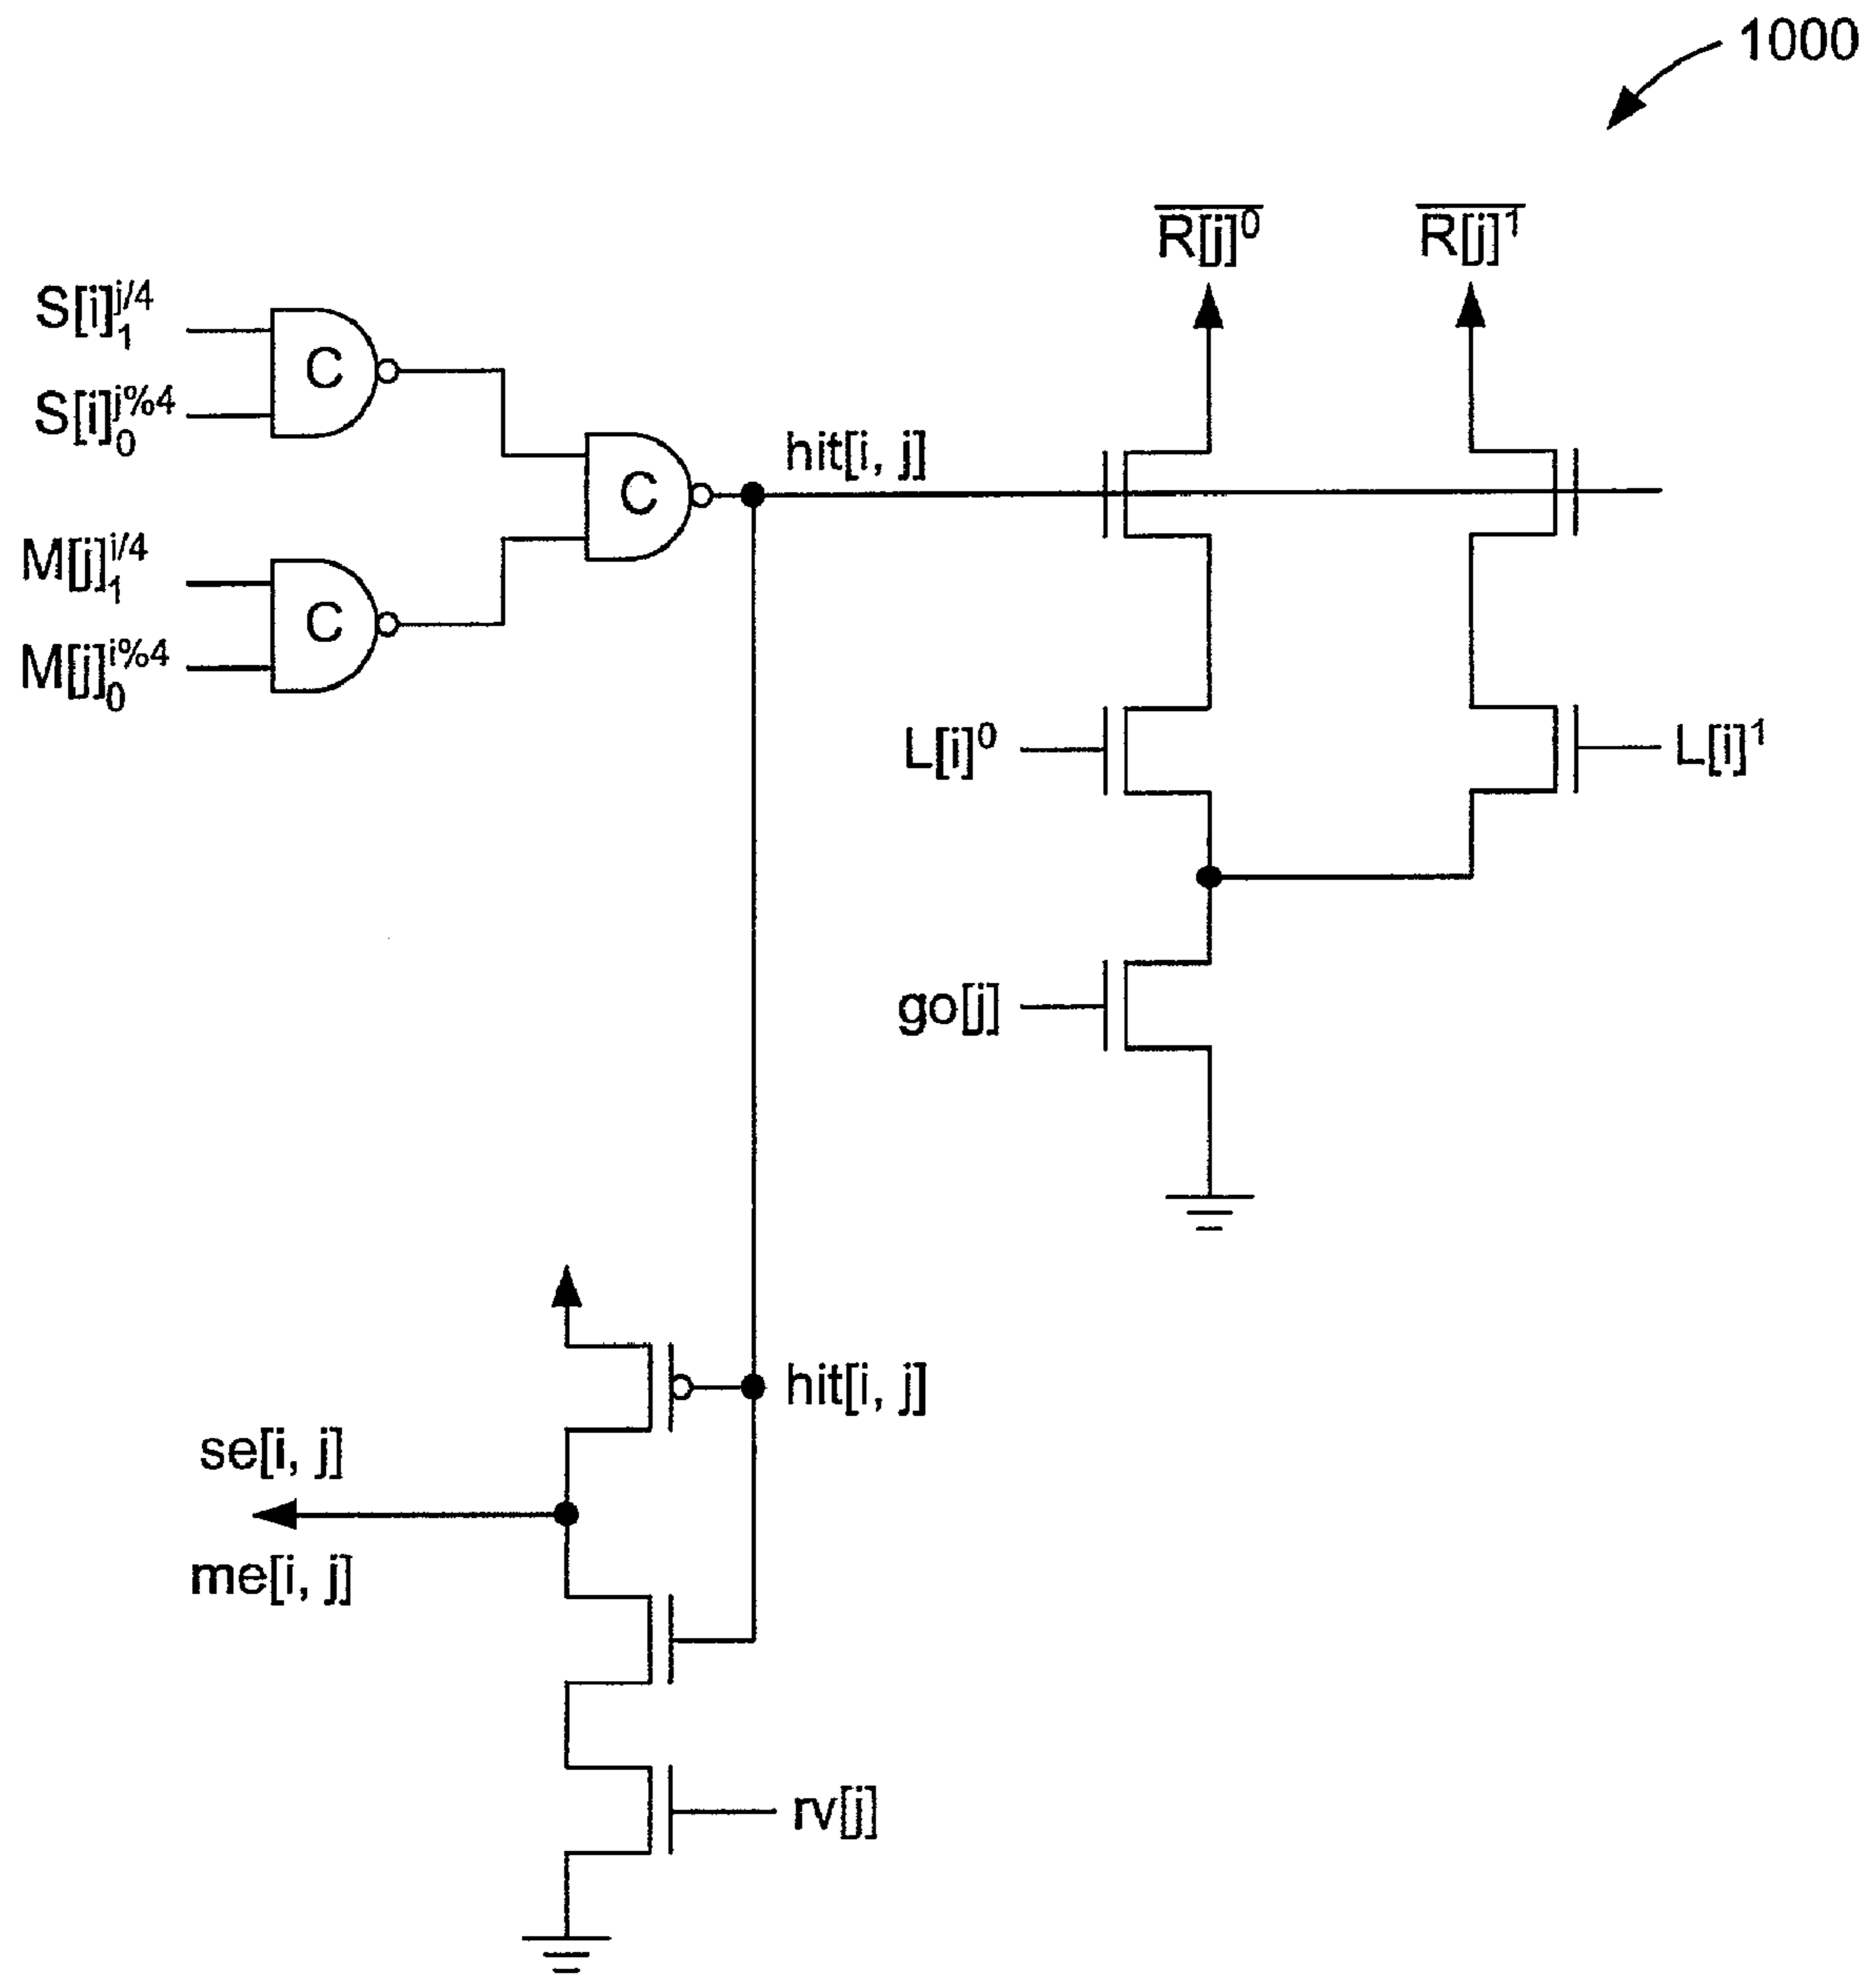 1000
R[j]⁰ R[j]¹
S[i]₁^j/4
C
S[i]₀^j%4
hit[i, j]
C
M[j]₁^i/4
C
M[j]₀^i%4
L[i]⁰ L[i]¹
go[j]
hit[i, j]
se[i, j]
me[i, j]
rv[j]